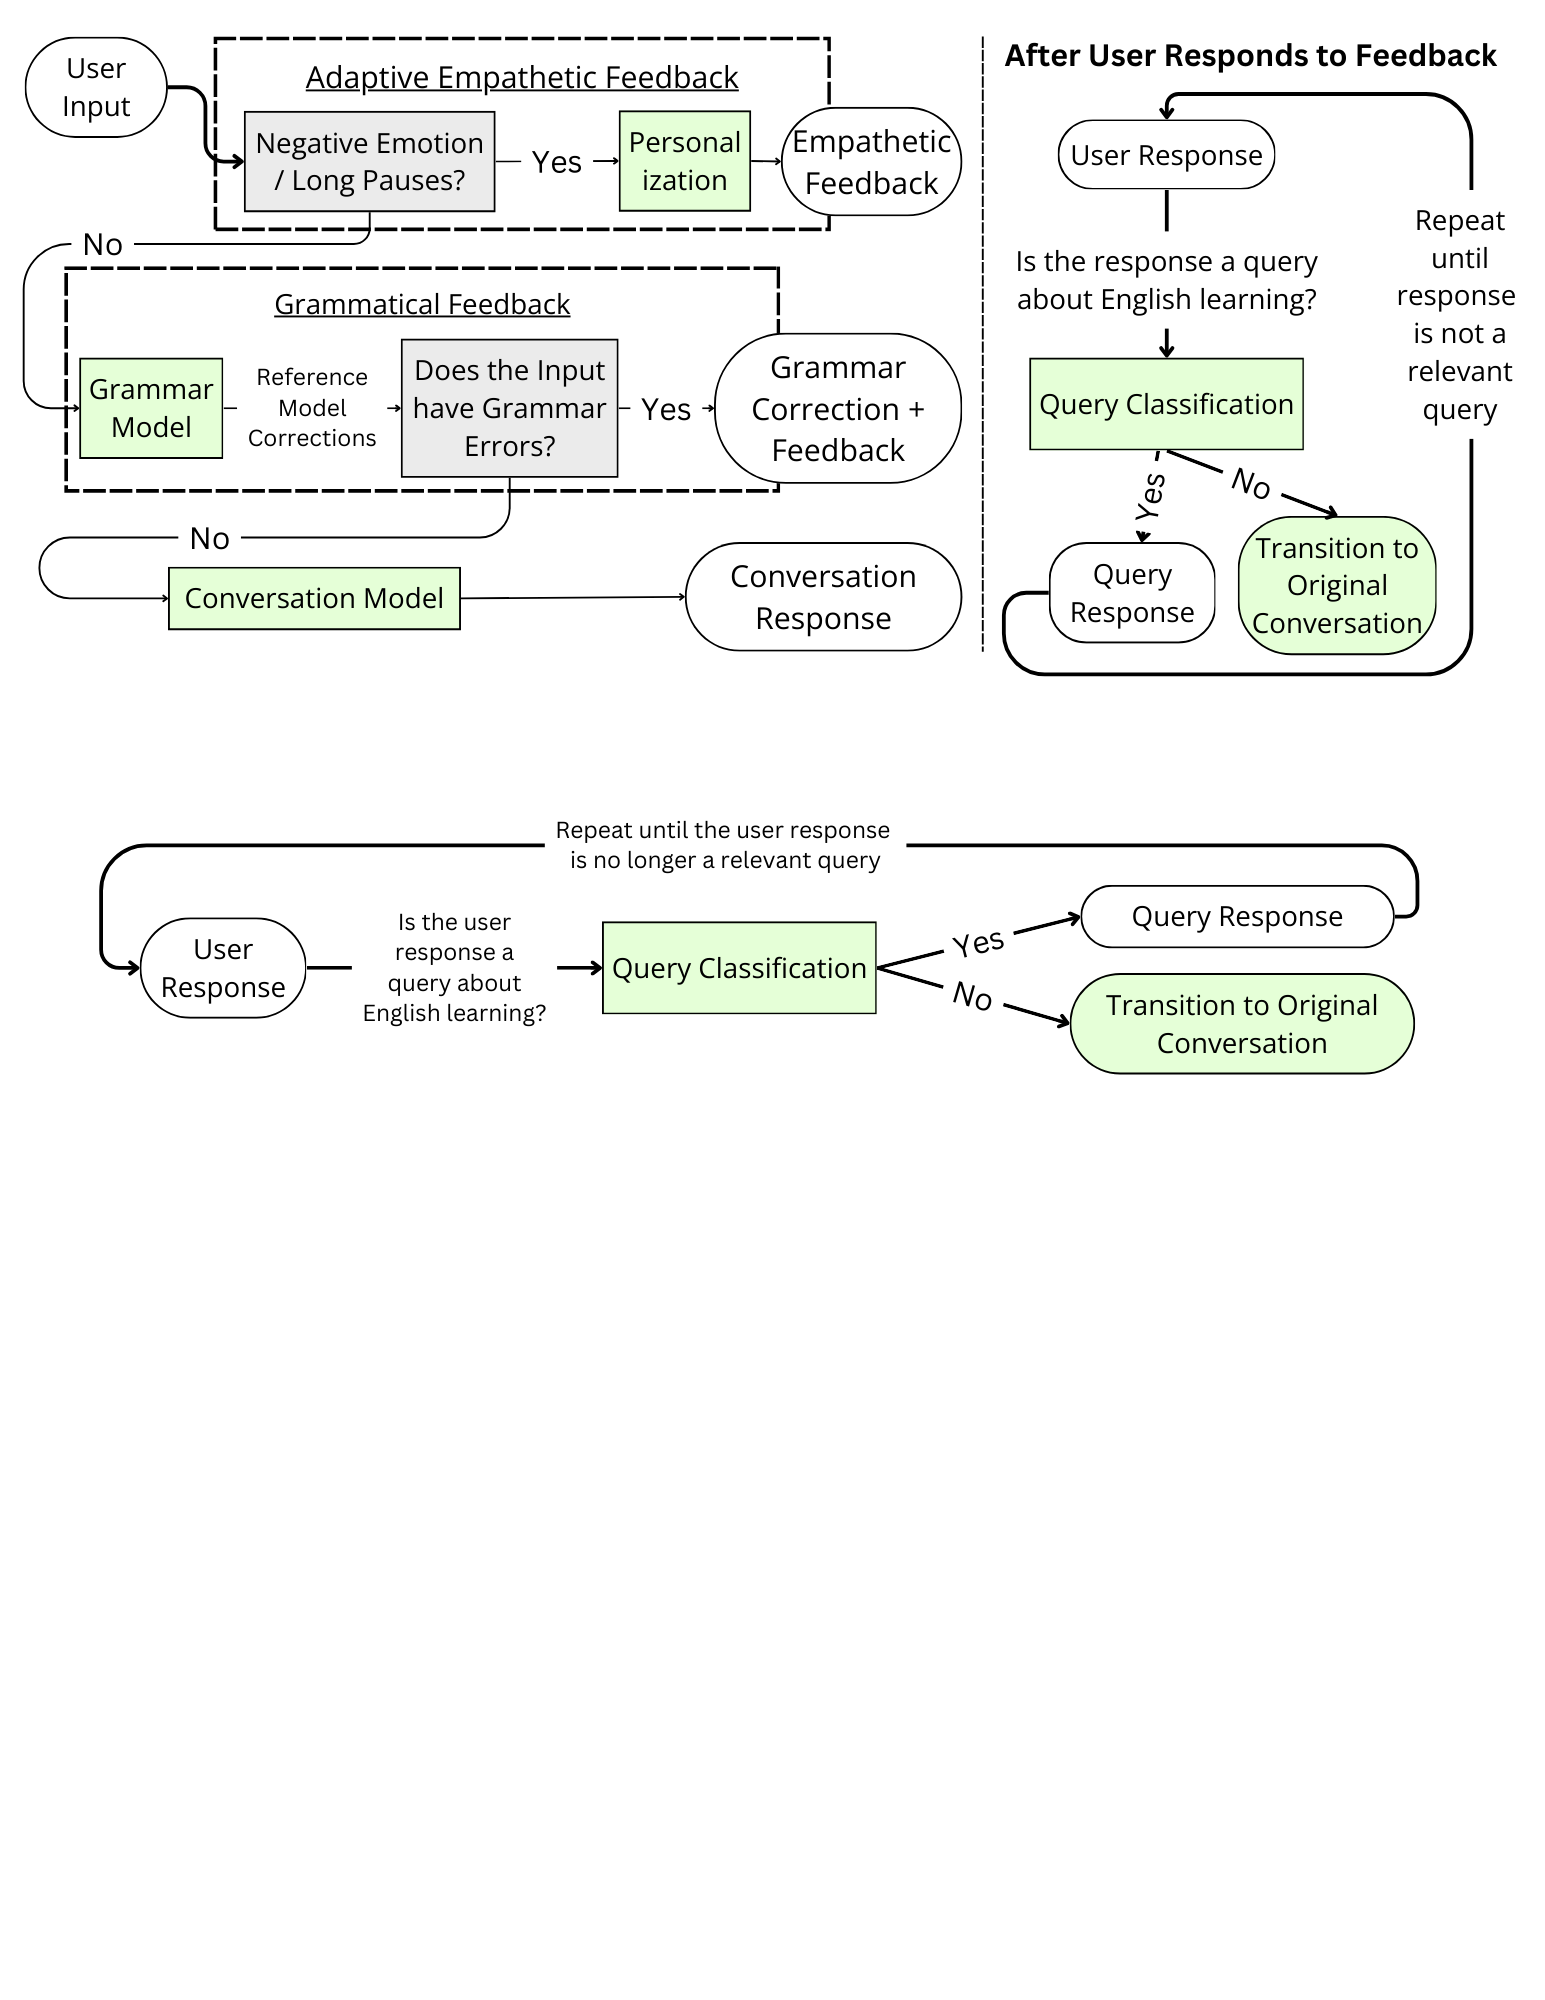 User
Input
Adaptive Empathetic Feedback
Negative Emotion
/ Long Pauses?
Yes
Personal
ization
Empathetic
Feedback
No
Grammatical Feedback
Grammar
Model
Reference
Model
Corrections
Does the Input
have Grammar
Errors?
Yes
Grammar
Correction +
Feedback
No
Conversation Model
Conversation
Response
After User Responds to Feedback
User Response
Is the response a query
about English learning?
Repeat
until
response
is not a
relevant
query
Query Classification
Yes
No
Query
Response
Transition to
Original
Conversation
Repeat until the user response
is no longer a relevant query
User
Response
Is the user
response a
query about
English learning?
Query Classification
Yes
No
Query Response
Transition to Original
Conversation